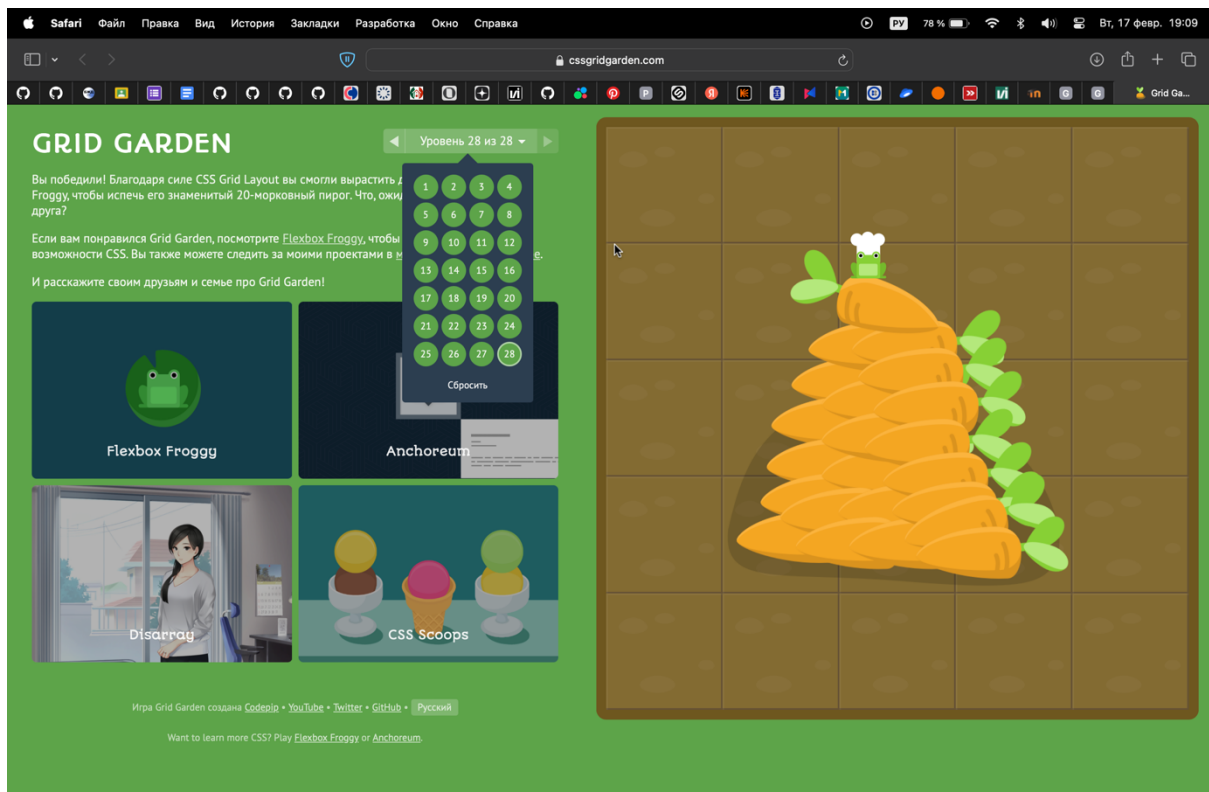 Safari Файл Правка Вид История Закладки Разработка Окно Справка
РУ 78 % Вт, 17 февр. 19:09
cssgridgarden.com
Grid Ga...
GRID GARDEN
Уровень 28 из 28
Вы победили! Благодаря силе CSS Grid Layout вы смогли вырастить
Froggy, чтобы испечь его знаменитый 20-морковный пирог. Что,
друга?
Если вам понравился Grid Garden, посмотрите Flexbox Froggy, чтобы
возможности CSS. Вы также можете следить за моими проектами в
И расскажите своим друзьям и семье про Grid Garden!
1 2 3 4
5 6 7 8
9 10 11 12
13 14 15 16
17 18 19 20
21 22 23 24
25 26 27 28
Сбросить
Flexbox Froggy
Anchoreum
Disarray
CSS Scoops
Игра Grid Garden создана Codepip • YouTube • Twitter • GitHub • Русский
Want to learn more CSS? Play Flexbox Froggy or Anchoreum.